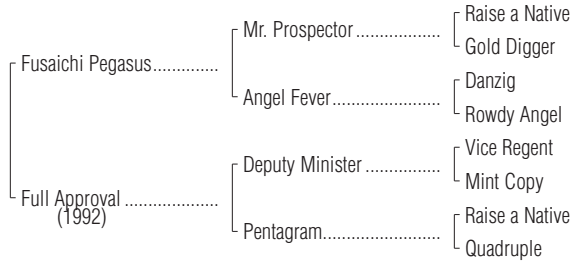 Raise a Native
Mr. Prospector ..................
Gold Digger
Fusaichi Pegasus..............
Danzig
Angel Fever.......................
Rowdy Angel
Vice Regent
Deputy Minister ................
Mint Copy
Full Approval ....................
(1992)
Raise a Native
Pentagram.........................
Quadruple